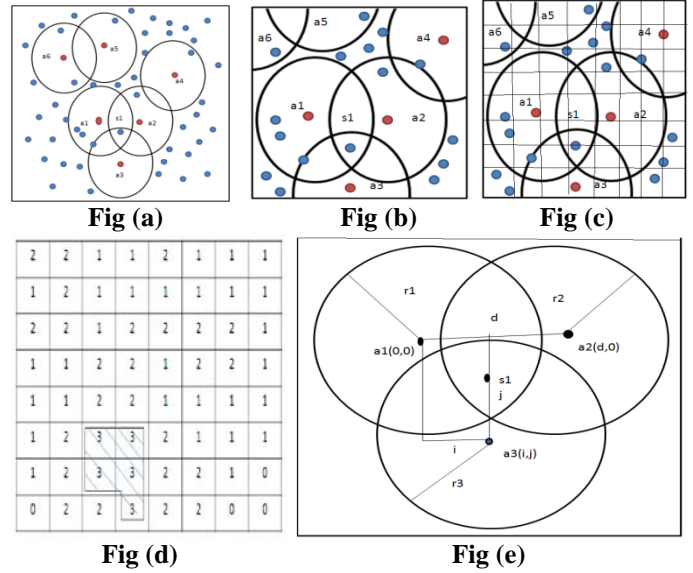 a5
a6
a4
a1 s1 a2
a3
Fig (a)
a5
a6
a4
a1
s1 a2
a3
Fig (b)
a5
a6
a4
a1
s1 a2
a3
Fig (c)
2 2 1 1 2 1 1 1
1 2 1 1 1 1 1 1
2 2 1 2 2 2 2 1
1 1 2 2 1 2 2 1
1 1 2 2 1 1 1 1
1 2 3 3 2 1 1 1
1 2 3 3 2 2 1 0
0 2 2 3 2 2 0 0
Fig (d)
r1 r2
d
a1(0,0) a2(d,0)
s1
j
i a3(i,j)
r3
Fig (e)